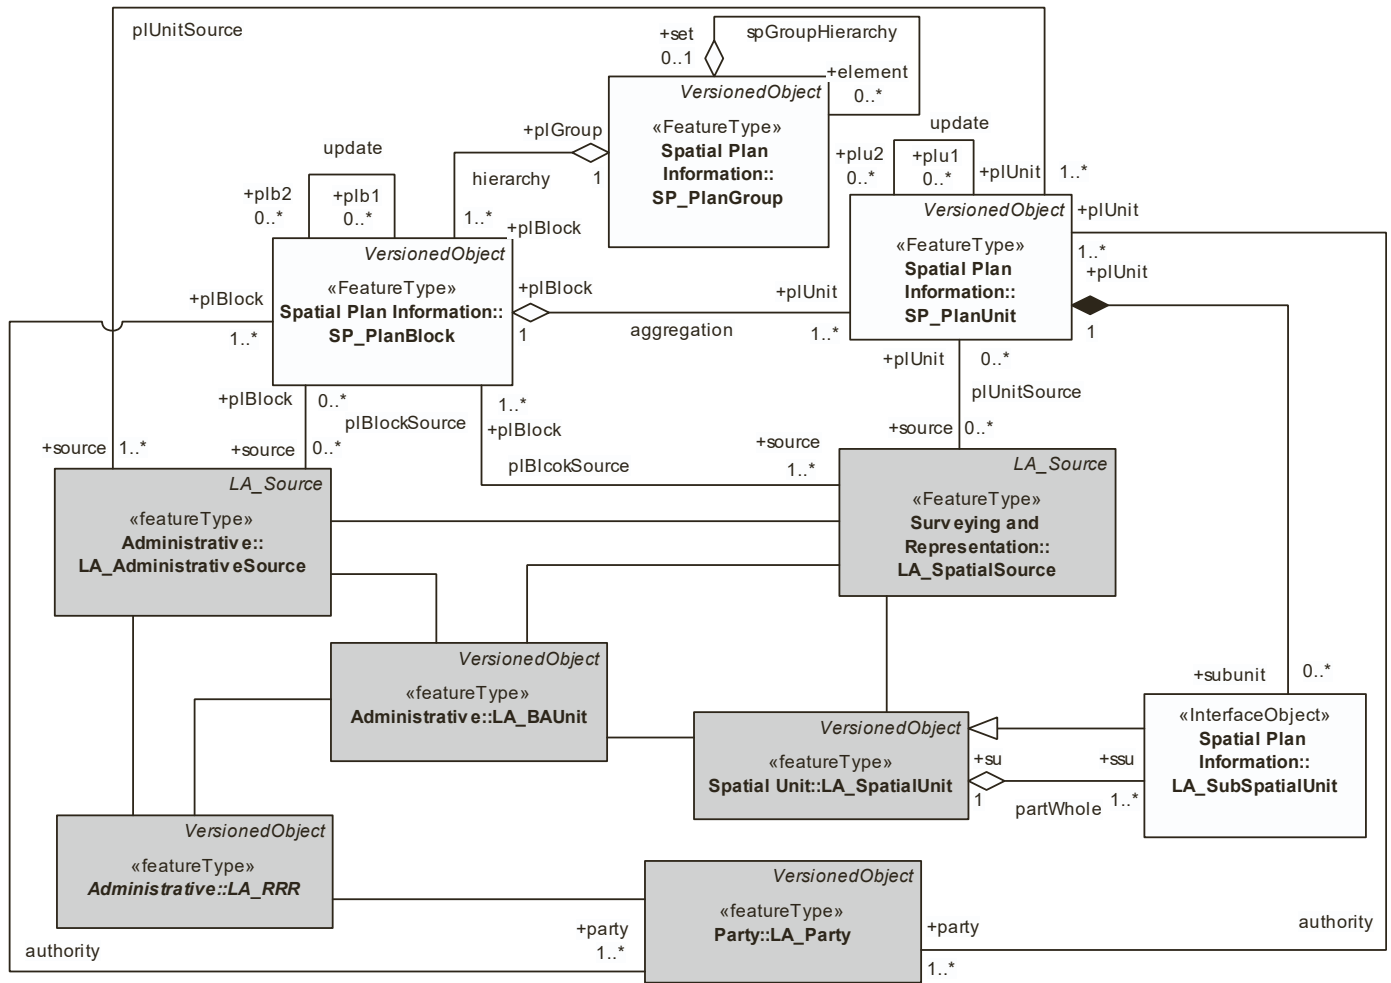 plUnitSource
+set
spGroupHierarchy
0..1
+element
0..*
VersionedObject
«FeatureType»
Spatial Plan
Information::
SP_PlanGroup
+plGroup
1
hierarchy
1..*
+plBlock
update
+plb2
0..*
+plb1
0..*
VersionedObject
«FeatureType»
Spatial Plan Information::
SP_PlanBlock
+plBlock
1..*
+plBlock
1
aggregation
+plUnit
1..*
update
+plu2
0..*
+plu1
0..*
+plUnit
1..*
VersionedObject
«FeatureType»
Spatial Plan
Information::
SP_PlanUnit
+plUnit
1..*
+plUnit
1
+plUnit
0..*
plUnitSource
+source
0..*
+plBlock
0..*
plBlockSource
+source
0..*
1..*
+plBlock
plBlcokSource
+source
1..*
+source
1..*
LA_Source
«featureType»
Administrative::
LA_AdministrativeSource
LA_Source
«FeatureType»
Surveying and
Representation::
LA_SpatialSource
VersionedObject
«featureType»
Administrative::LA_BAUnit
VersionedObject
«featureType»
Spatial Unit::LA_SpatialUnit
+subunit
0..*
«InterfaceObject»
Spatial Plan
Information::
LA_SubSpatialUnit
+su
1
+ssu
1..*
partWhole
VersionedObject
«featureType»
Administrative::LA_RRR
VersionedObject
«featureType»
Party::LA_Party
+party
1..*
authority
+party
1..*
authority